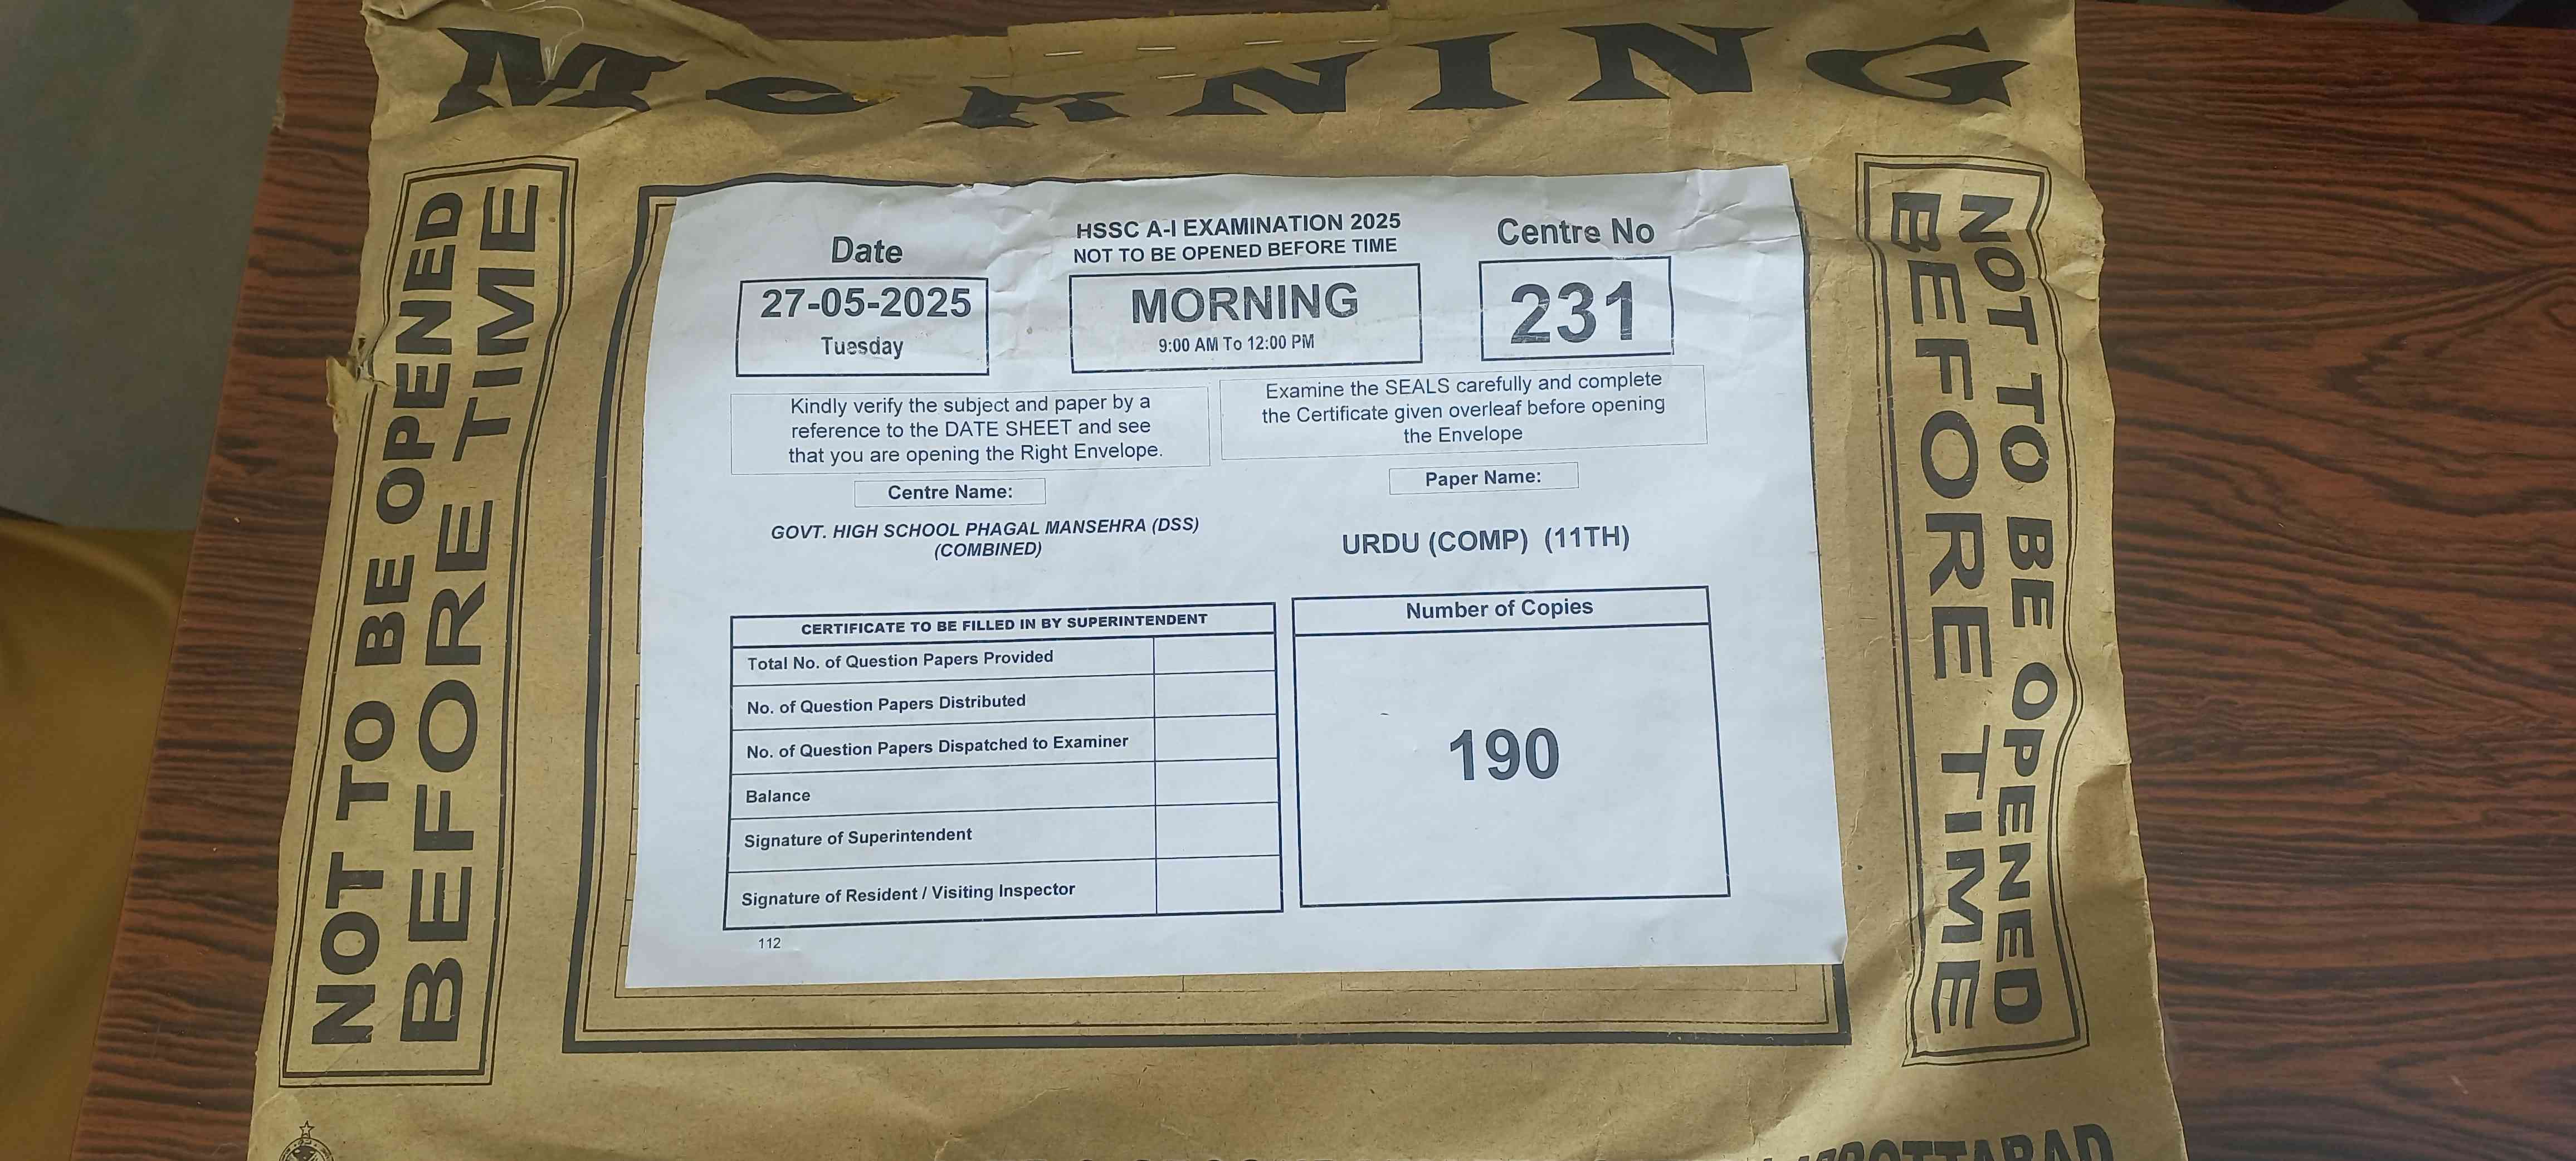 MORNING
NOT TO BE OPENED
BEFORE TIME
HSSC A-I EXAMINATION 2025
NOT TO BE OPENED BEFORE TIME
Date
27-05-2025
Tuesday
MORNING
9:00 AM To 12:00 PM
Centre No
231
Kindly verify the subject and paper by a
reference to the DATE SHEET and see
that you are opening the Right Envelope.
Examine the SEALS carefully and complete
the Certificate given overleaf before opening
the Envelope
Centre Name:
GOVT. HIGH SCHOOL PHAGAL MANSEHRA (DSS)
(COMBINED)
Paper Name:
URDU (COMP) (11TH)
CERTIFICATE TO BE FILLED IN BY SUPERINTENDENT
Total No. of Question Papers Provided
No. of Question Papers Distributed
No. of Question Papers Dispatched to Examiner
Balance
Signature of Superintendent
Signature of Resident / Visiting Inspector
Number of Copies
190
112
NOT TO BE OPENED
BEFORE TIME